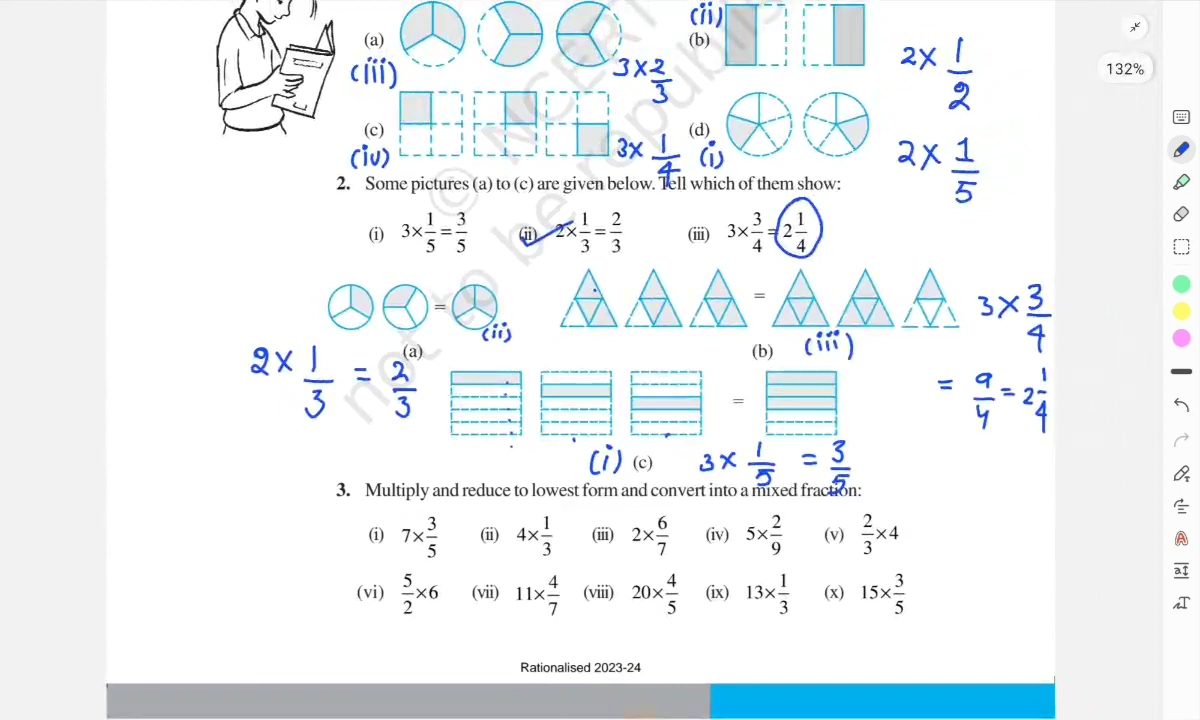 (a)
(iii)
3 × 2/3
(ii)
(b)
2 × 1/2
132%
(c)
(iv)
3 × 1/4
(d)
(i)
2 × 1/5
2. Some pictures (a) to (c) are given below. Tell which of them show:
(i) 3 × 1/5 = 3/5 (ii) 2 × 1/3 = 2/3 (iii) 3 × 3/4 = 2 1/4
= (ii) = 3 × 3/4
(a) (b) (iii)
2 × 1/3 = 2/3
= 9/4 = 2 1/4
=
(i) (c) 3 × 1/5 = 3/5
3. Multiply and reduce to lowest form and convert into a mixed fraction:
(i) 7 × 3/5 (ii) 4 × 1/3 (iii) 2 × 6/7 (iv) 5 × 2/9 (v) 2/3 × 4
(vi) 5/2 × 6 (vii) 11 × 4/7 (viii) 20 × 4/5 (ix) 13 × 1/3 (x) 15 × 3/5
Rationalised 2023-24
© NCERT
not to be republi